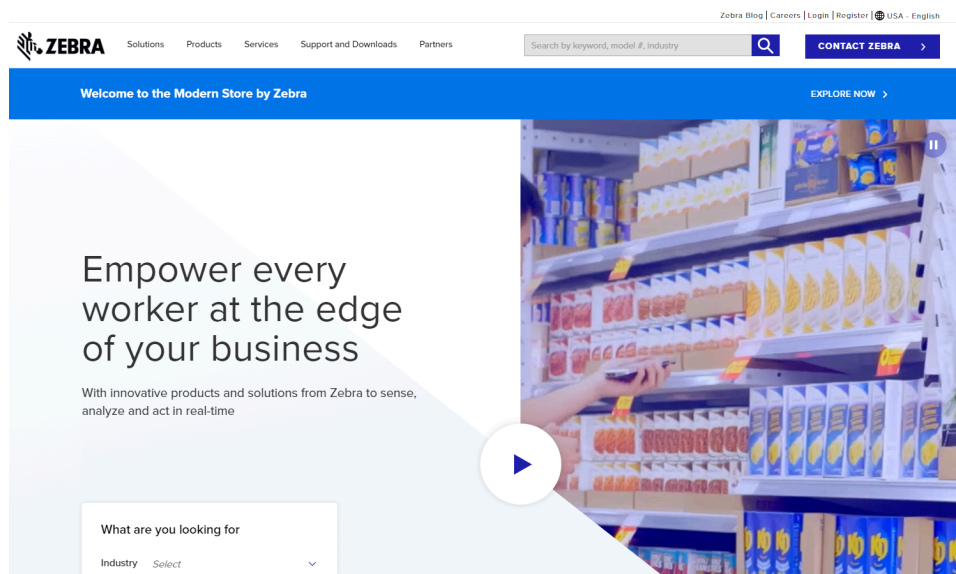 Zebra Blog | Careers | Login | Register | USA - English
ZEBRA
Solutions Products Services Support and Downloads Partners
Search by keyword, model #, industry
CONTACT ZEBRA >
Welcome to the Modern Store by Zebra
EXPLORE NOW >
Empower every
worker at the edge
of your business
With innovative products and solutions from Zebra to sense,
analyze and act in real-time
What are you looking for
Industry Select